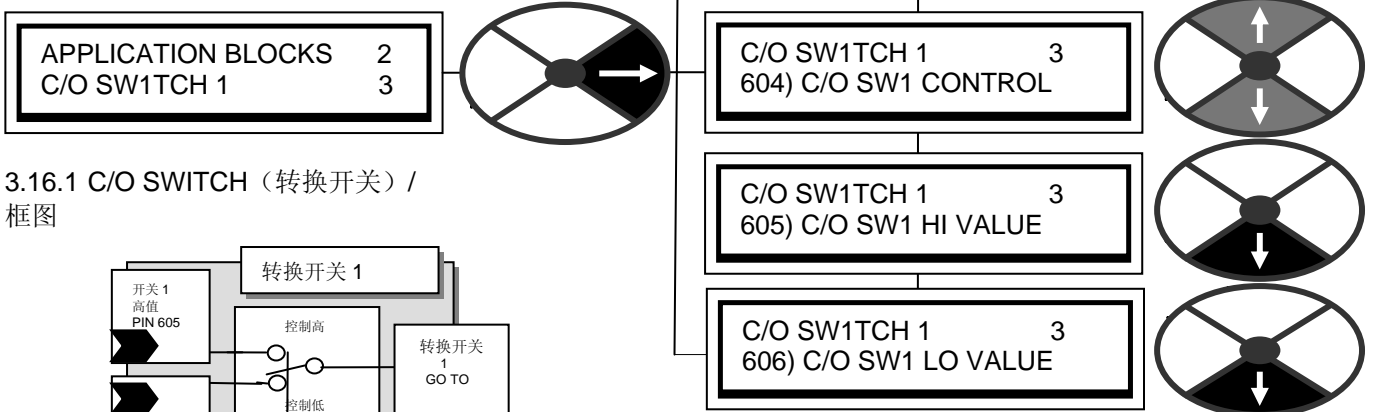 APPLICATION BLOCKS 2
C/O SW1TCH 1 3
C/O SW1TCH 1 3
604) C/O SW1 CONTROL
C/O SW1TCH 1 3
605) C/O SW1 HI VALUE
C/O SW1TCH 1 3
606) C/O SW1 LO VALUE
3.16.1 C/O SWITCH（转换开关）/
框图
转换开关 1
开关 1
高值
PIN 605
控制高
控制低
转换开关
1
GO TO